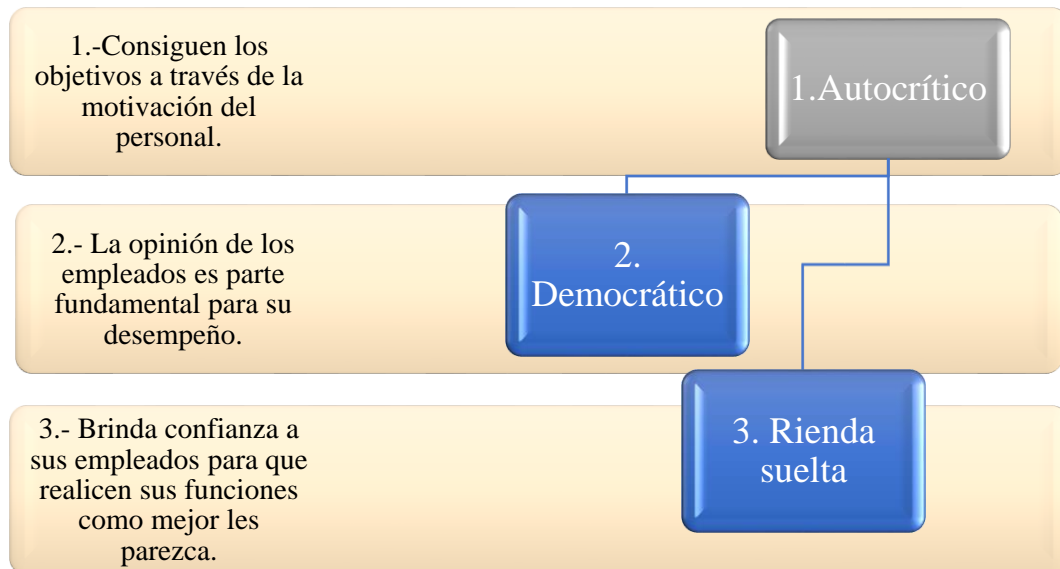 1.-Consiguen los
objetivos a través de la
motivación del
personal.
1.Autocrítico
2.- La opinión de los
empleados es parte
fundamental para su
desempeño.
2.
Democrático
3.- Brinda confianza a
sus empleados para que
realicen sus funciones
como mejor les
parezca.
3. Rienda
suelta